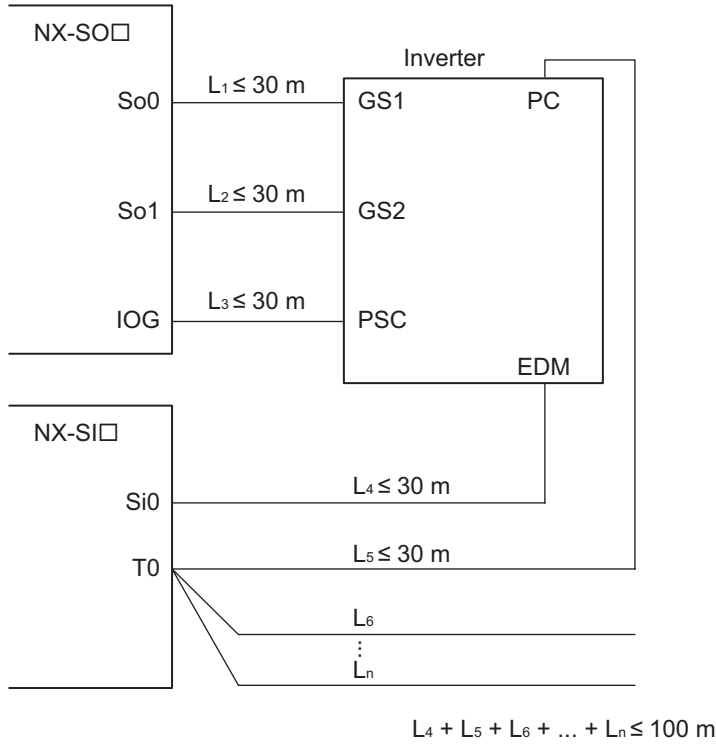 NX-SO□
Inverter
So0
L₁ ≤ 30 m
GS1
PC
So1
L₂ ≤ 30 m
GS2
IOG
L₃ ≤ 30 m
PSC
EDM
NX-SI□
Si0
L₄ ≤ 30 m
T0
L₅ ≤ 30 m
L₆
⋮
Lₙ
L₄ + L₅ + L₆ + ... + Lₙ ≤ 100 m